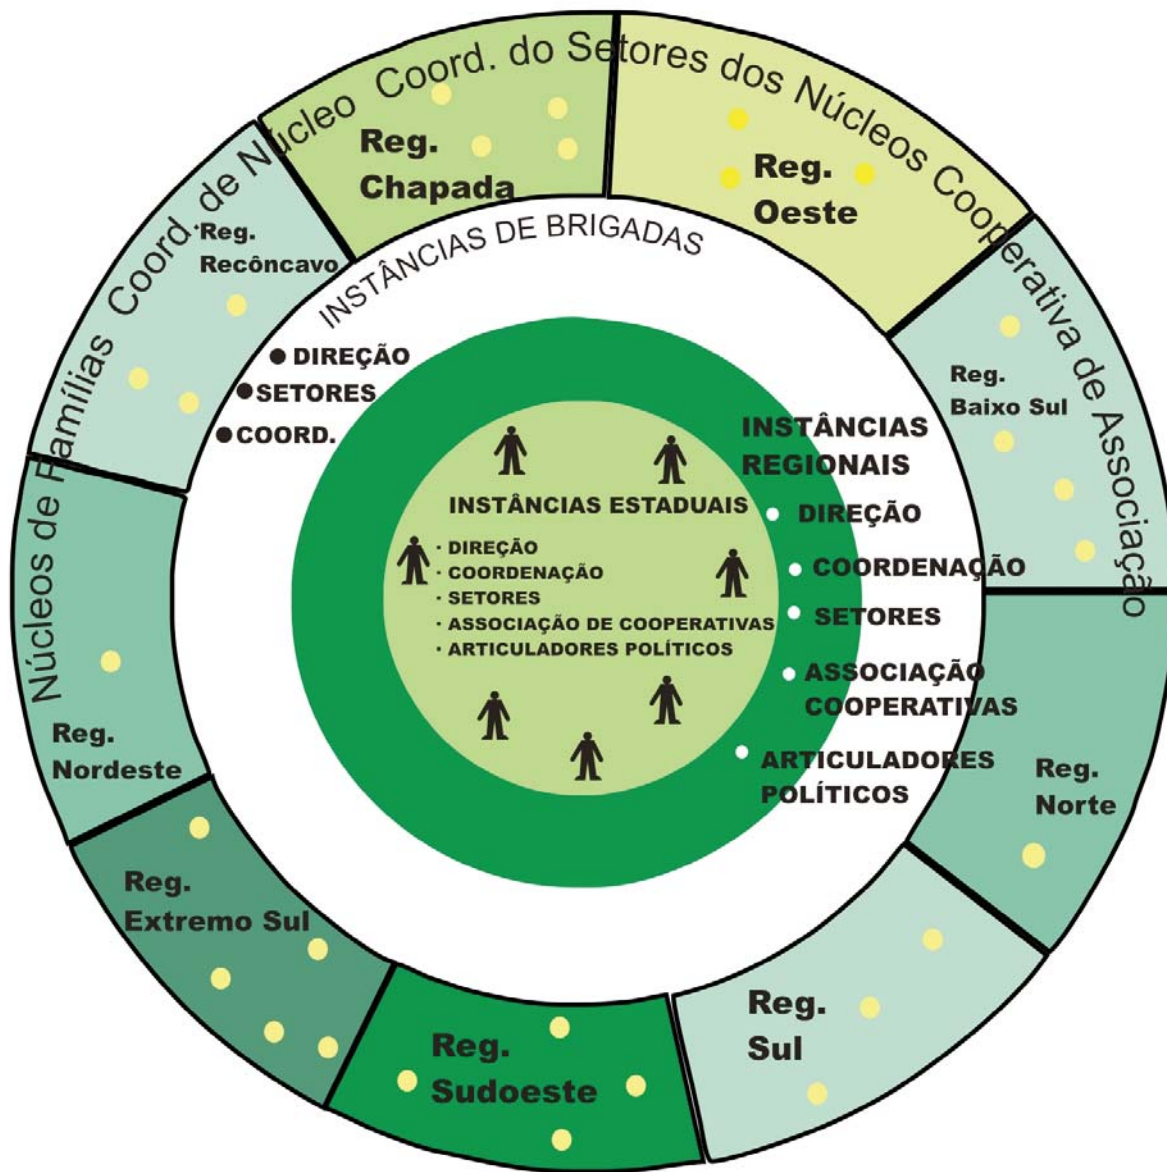 Núcleos de Famílias Coord. de Núcleo Coord. do Setores dos Núcleos Cooperativa de Associação
Reg.
Chapada
Reg.
Oeste
Reg.
Recôncavo
INSTÂNCIAS DE BRIGADAS
DIREÇÃO
SETORES
COORD.
Reg.
Baixo Sul
INSTÂNCIAS
REGIONAIS
DIREÇÃO
COORDENAÇÃO
SETORES
ASSOCIAÇÃO
COOPERATIVAS
ARTICULADORES
POLÍTICOS
INSTÂNCIAS ESTADUAIS
· DIREÇÃO
· COORDENAÇÃO
· SETORES
· ASSOCIAÇÃO DE COOPERATIVAS
· ARTICULADORES POLÍTICOS
Reg.
Nordeste
Reg.
Norte
Reg.
Extremo Sul
Reg.
Sul
Reg.
Sudoeste